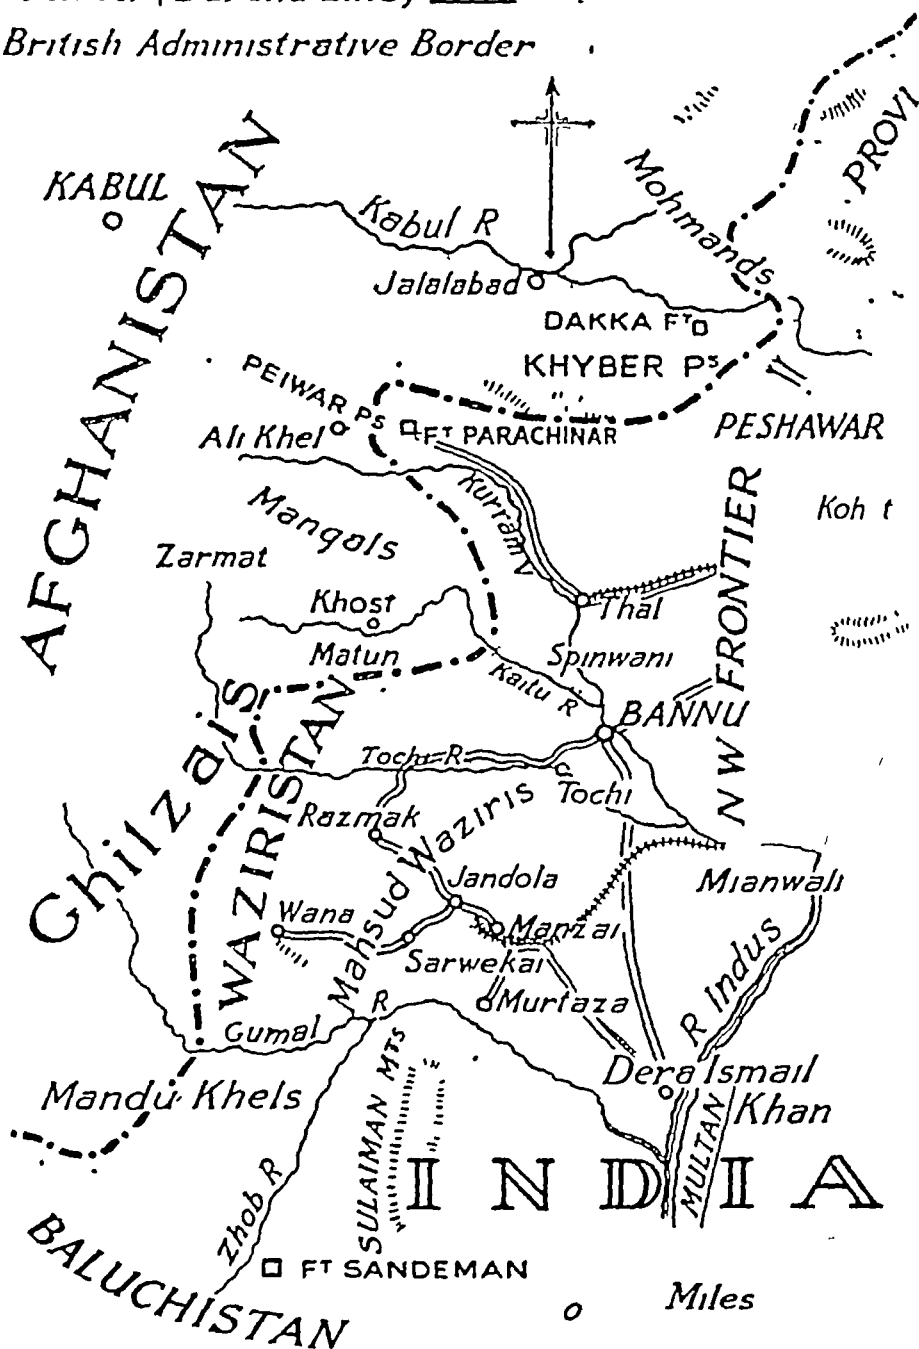 British Administrative Border
AFGHANISTAN
KABUL
Kabul R
Mohmands
PROVI
Jalalabad
DAKKA FT
KHYBER Ps
PEIWAR Ps
Ali Khel
FT PARACHINAR
PESHAWAR
Koh t
Kurram V
Mangals
Zarmat
Khost
Matun
Thal
Spinwani
Kaitu R
BANNU
N W FRONTIER
Tochi R
Tochi
Ghilzais
WAZIRISTAN
Razmak
Mahsud Waziris
Jandola
Mianwali
Wana
Manzai
Sarwekai
Murtaza
R Indus
Gumal R
Dera Ismail
Khan
Mandu Khels
SULAIMAN MTS
MULTAN
INDIA
Zhob R
FT SANDEMAN
BALUCHISTAN
Miles